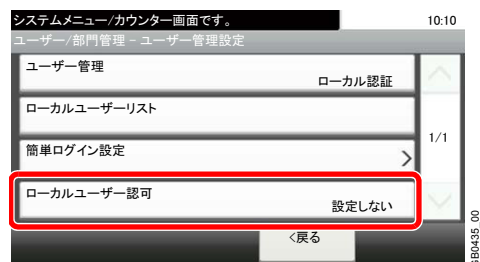 システムメニュー/カウンター画面です。
10:10
ユーザー/部門管理 - ユーザー管理設定
ユーザー管理
ローカル認証
ローカルユーザーリスト
1/1
簡単ログイン設定
ローカルユーザー認可
設定しない
<戻る